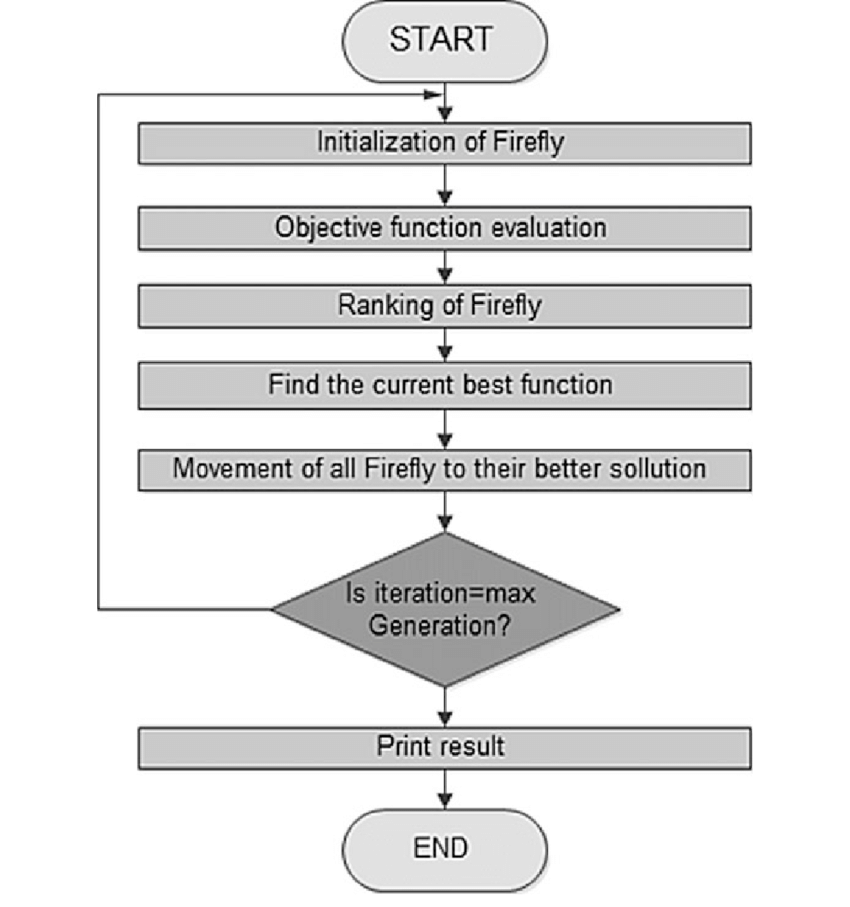 START
Initialization of Firefly
Objective function evaluation
Ranking of Firefly
Find the current best function
Movement of all Firefly to their better sollution
Is iteration=max
Generation?
Print result
END